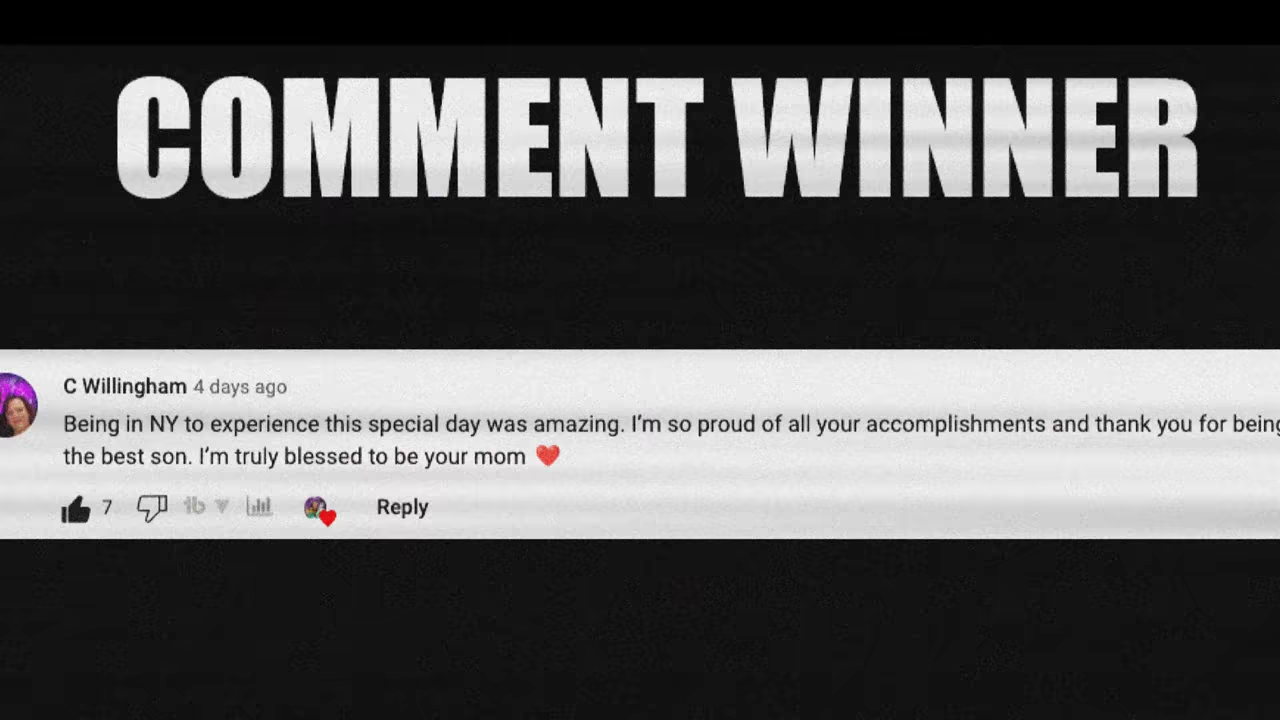 COMMENT WINNER
C Willingham 4 days ago
Being in NY to experience this special day was amazing. I'm so proud of all your accomplishments and thank you for being
the best son. I'm truly blessed to be your mom ❤️
7 tb Reply